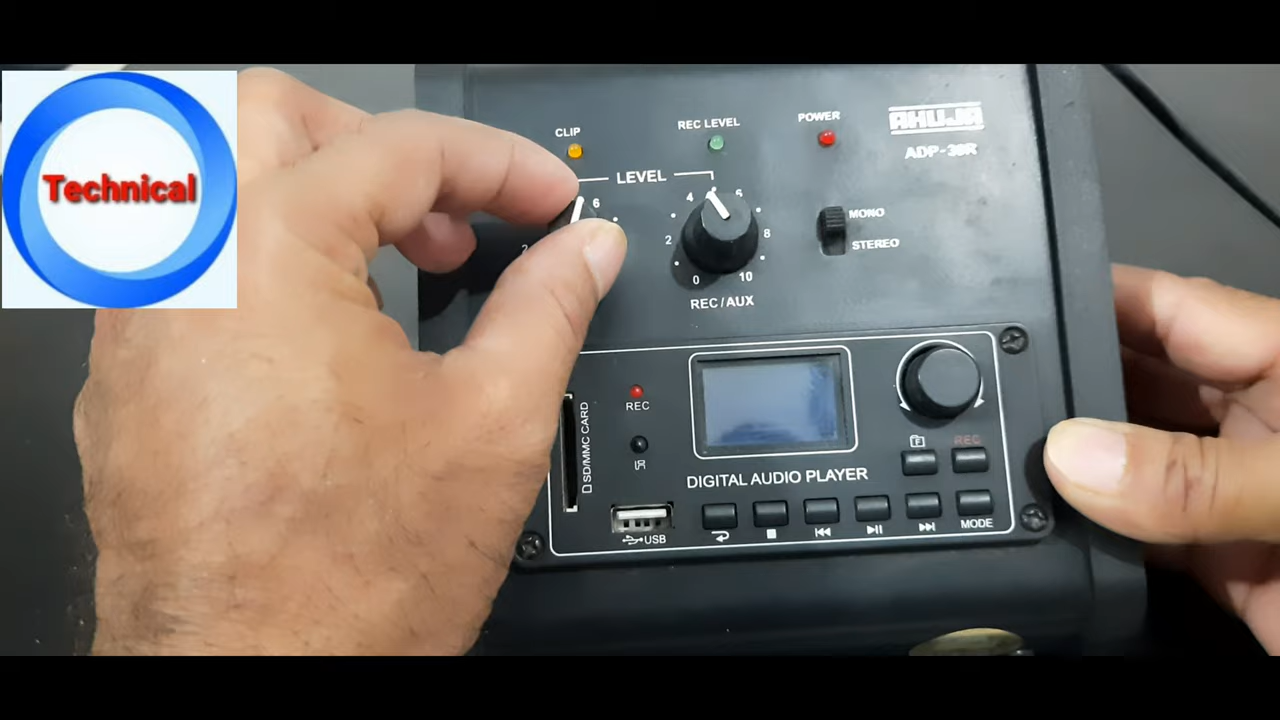 Technical
CLIP
REC LEVEL
POWER
AHUJA
ADP-30R
LEVEL
6
4 6
2
2 8
0 10
MONO
STEREO
REC/AUX
SD/MMC CARD
REC
DIGITAL AUDIO PLAYER
F
REC
USB
MODE